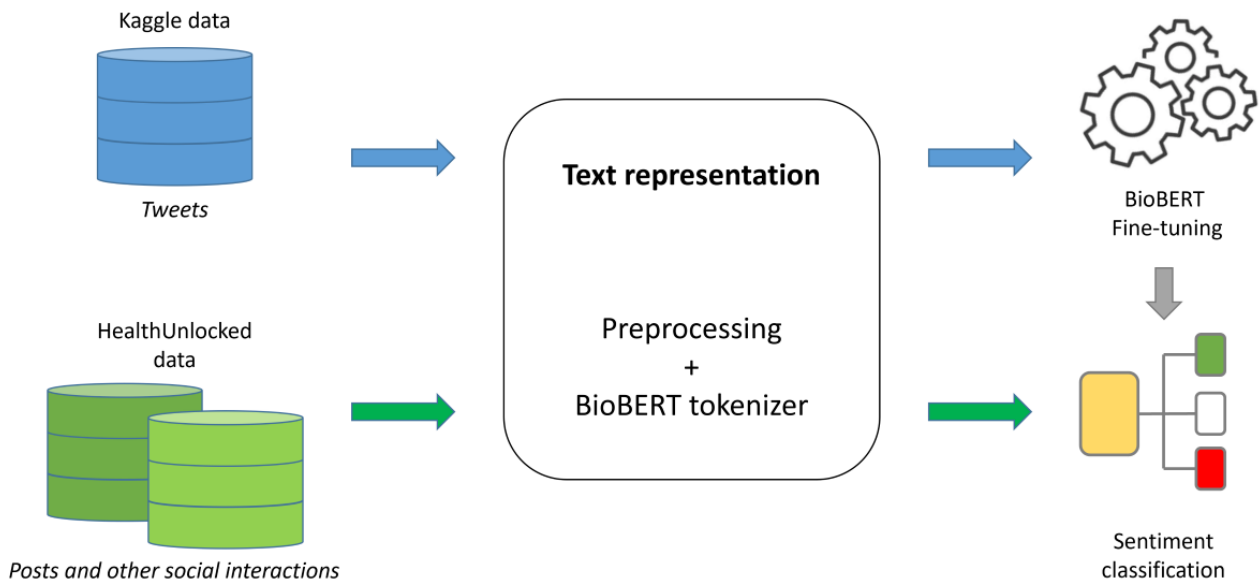 Kaggle data
Tweets
HealthUnlocked
data
Posts and other social interactions
Text representation
Preprocessing
+
BioBERT tokenizer
BioBERT
Fine-tuning
Sentiment
classification